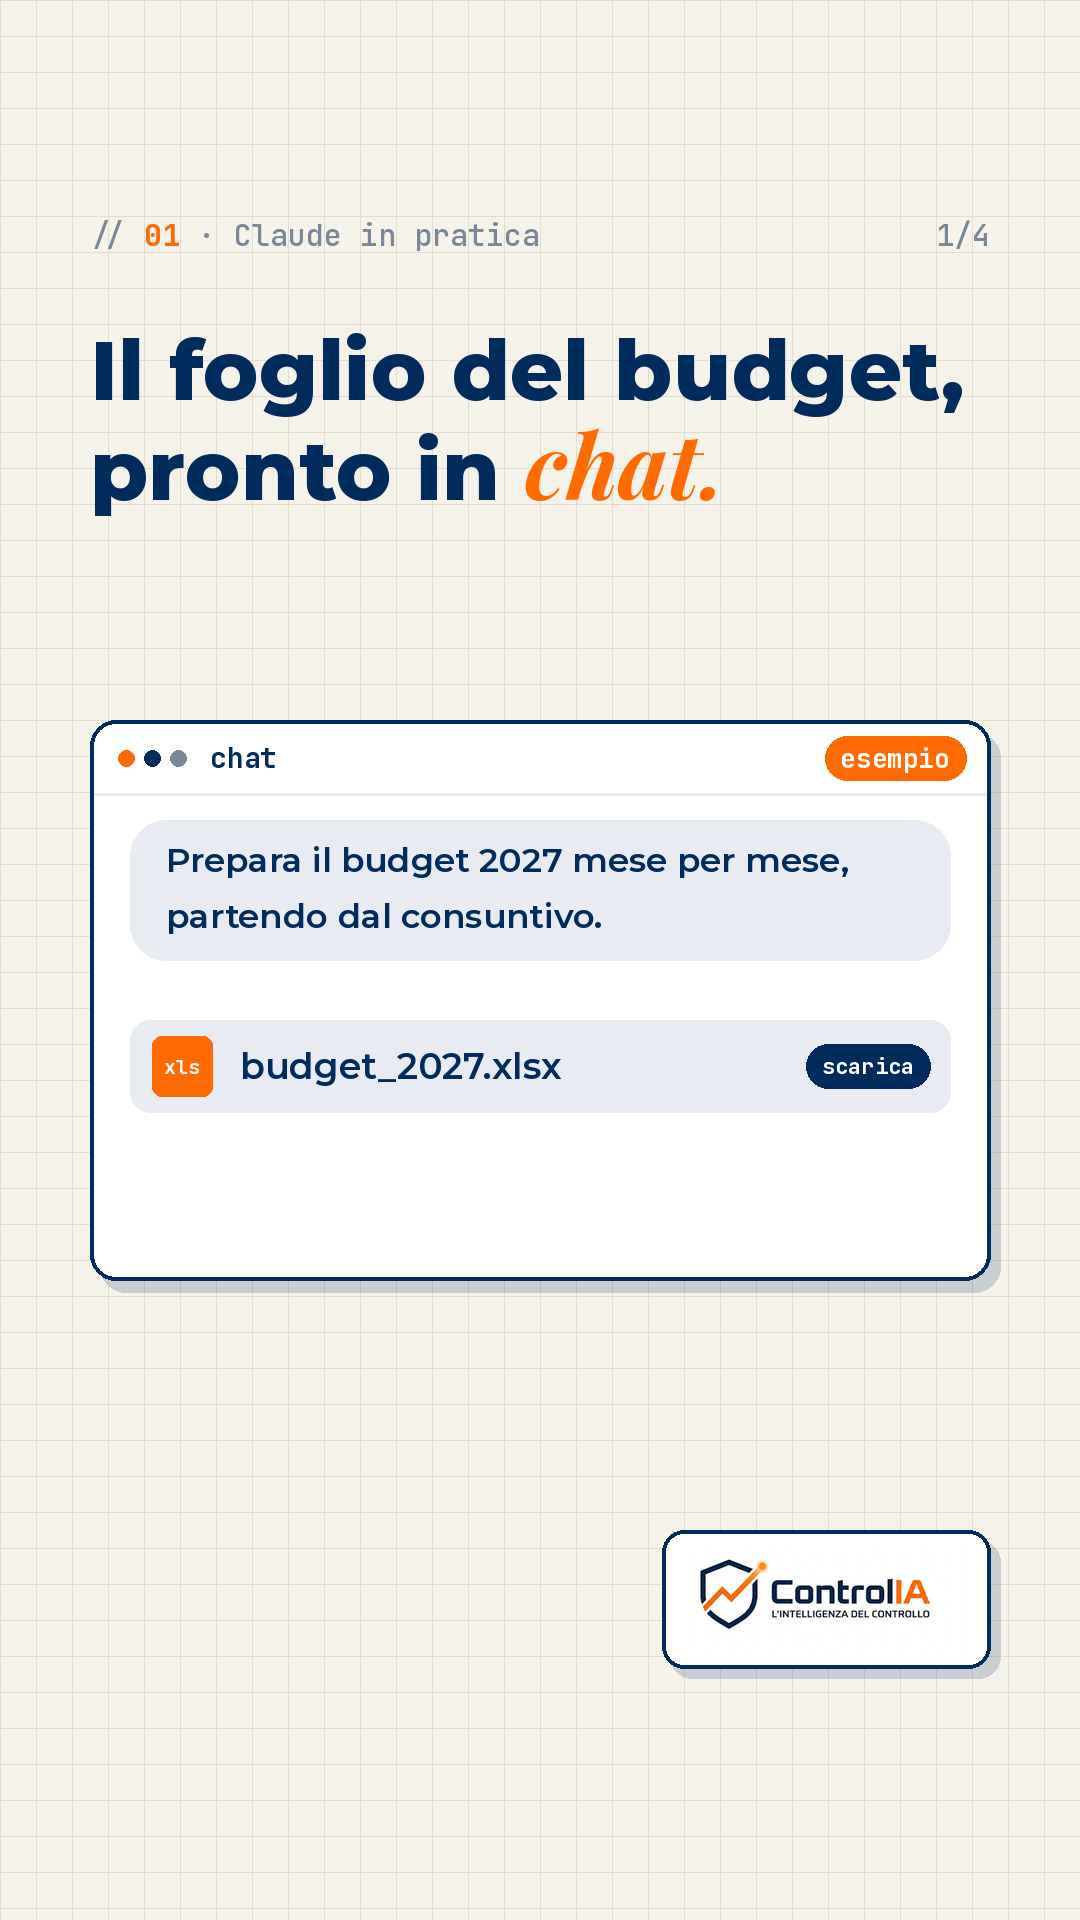 // 01 · Claude in pratica
1/4
Il foglio del budget,
pronto in chat.
chat
esempio
Prepara il budget 2027 mese per mese,
partendo dal consuntivo.
xls
budget_2027.xlsx
scarica
ControllA
L'INTELLIGENZA DEL CONTROLLO